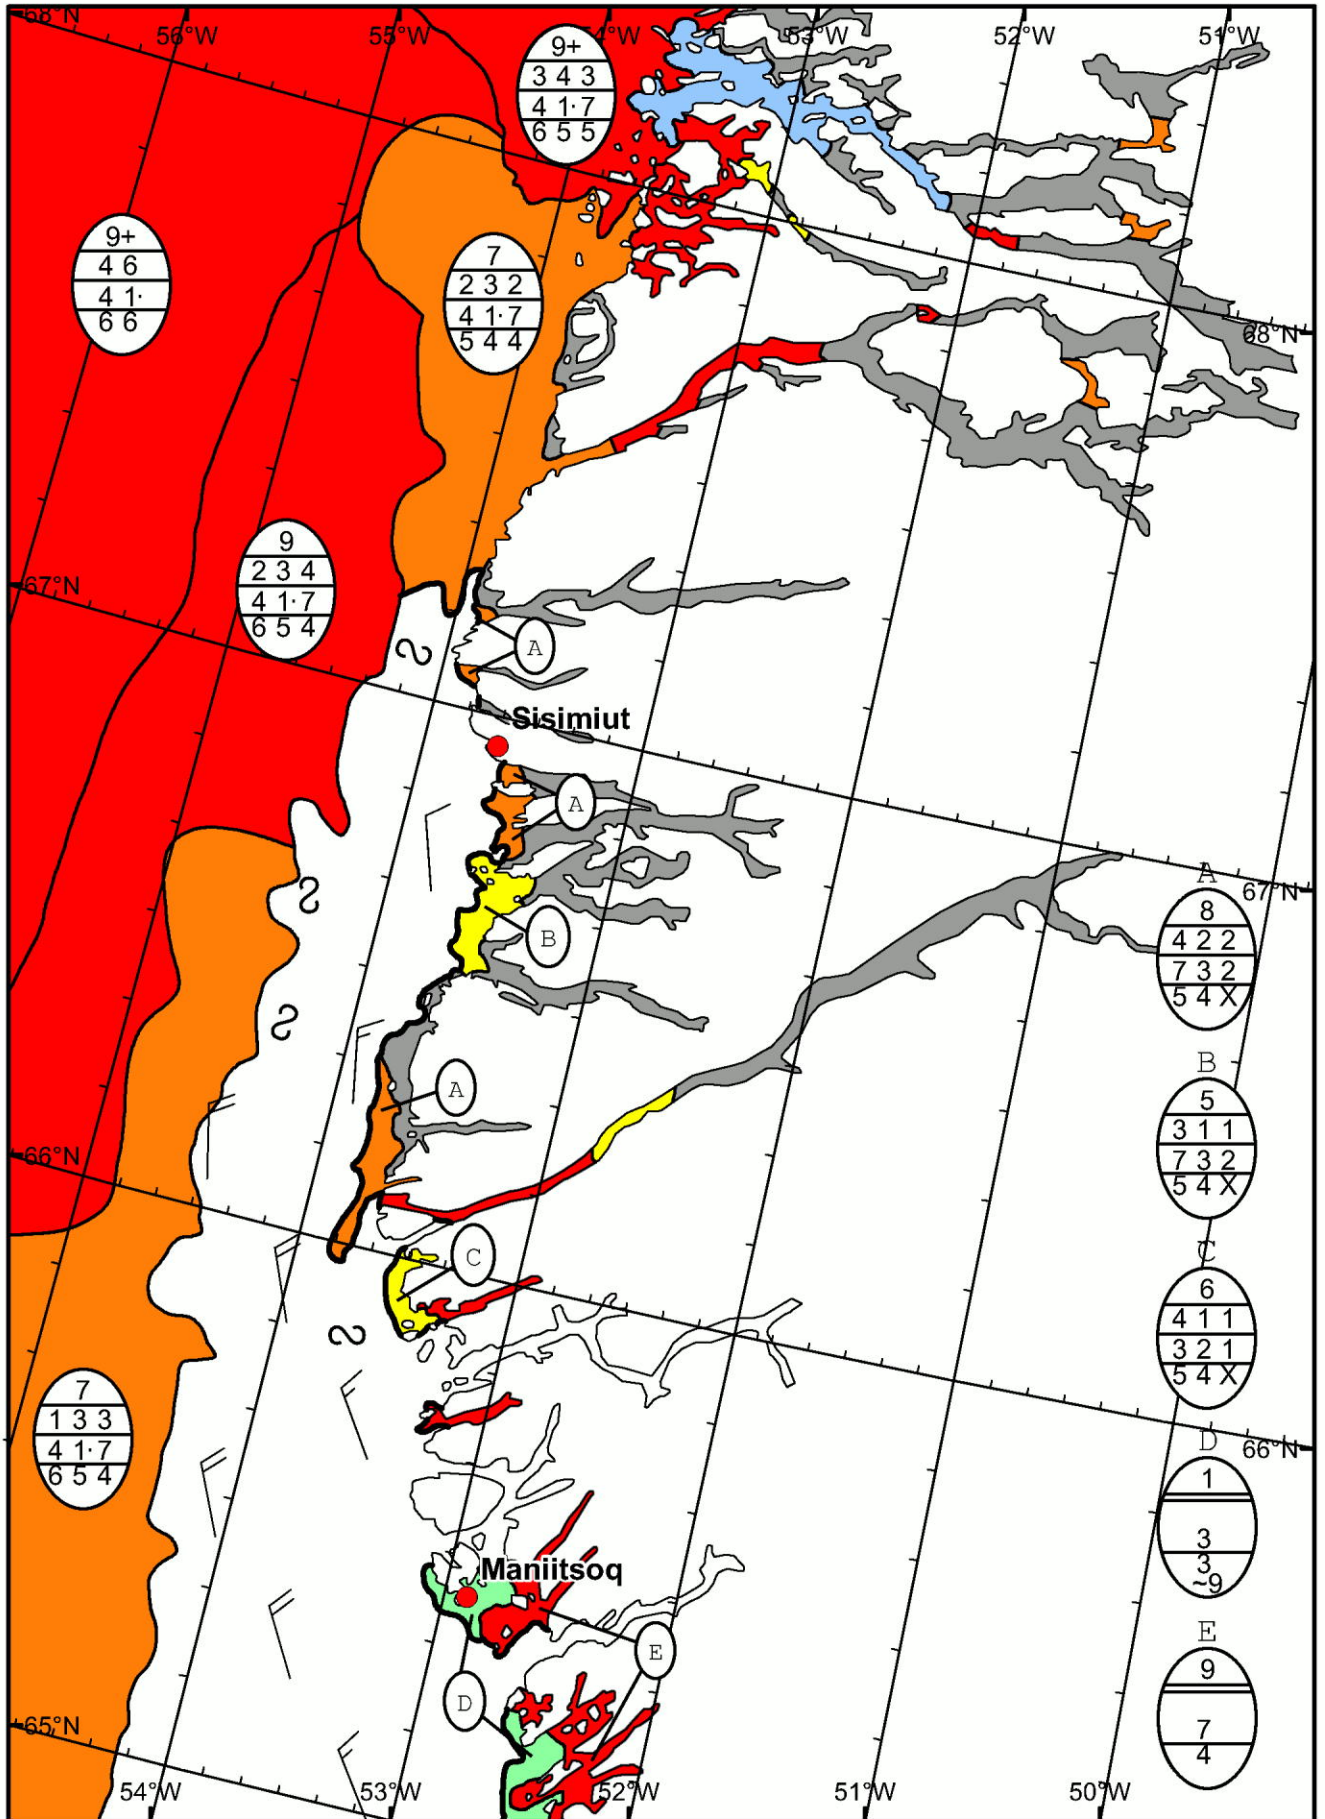 68°N
56°W
55°W
54°W
53°W
52°W
51°W
9+
3 4 3
4 1· 7
6 5 5
9+
4 6
4 1·
6 6
7
2 3 2
4 1· 7
5 4 4
68°N
9
2 3 4
4 1· 7
6 5 4
67°N
A
Sisimiut
A
B
67°N
A
8
4 2 2
7 3 2
5 4 X
A
B
5
3 1 1
7 3 2
5 4 X
66°N
C
C
6
4 1 1
3 2 1
5 4 X
7
1 3 3
4 1· 7
6 5 4
66°N
D
1
3
3
~9
Maniitsoq
E
D
E
9
7
4
65°N
54°W
53°W
52°W
51°W
50°W